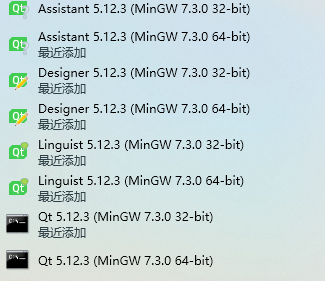 Assistant 5.12.3 (MinGW 7.3.0 32-bit)
Assistant 5.12.3 (MinGW 7.3.0 64-bit)
最近添加
Designer 5.12.3 (MinGW 7.3.0 32-bit)
最近添加
Designer 5.12.3 (MinGW 7.3.0 64-bit)
最近添加
Linguist 5.12.3 (MinGW 7.3.0 32-bit)
最近添加
Linguist 5.12.3 (MinGW 7.3.0 64-bit)
最近添加
Qt 5.12.3 (MinGW 7.3.0 32-bit)
最近添加
Qt 5.12.3 (MinGW 7.3.0 64-bit)